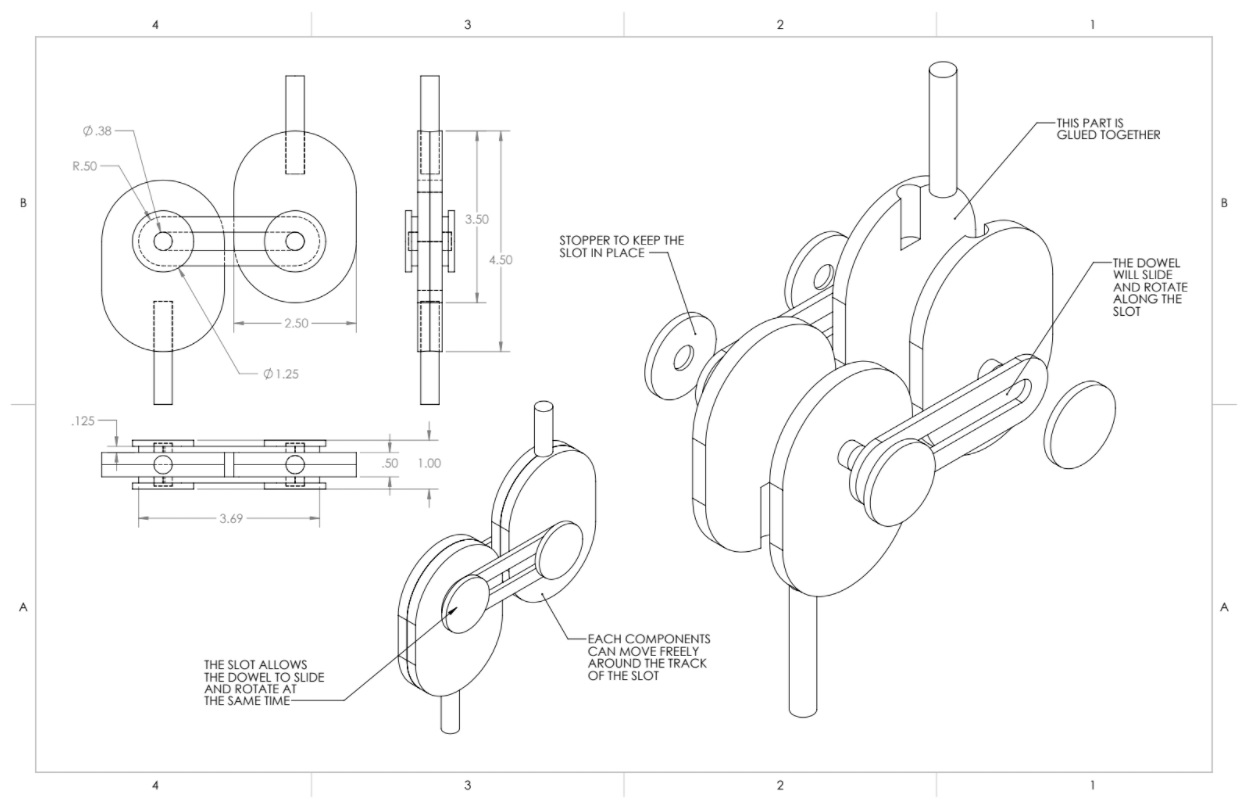 4 3 2 1
THIS PART IS
GLUED TOGETHER
Ø.38
R.50
B B
3.50
STOPPER TO KEEP THE
SLOT IN PLACE
4.50
THE DOWEL
WILL SLIDE
AND ROTATE
ALONG THE
SLOT
2.50
Ø1.25
.125
.50 1.00
3.69
A A
EACH COMPONENTS
CAN MOVE FREELY
AROUND THE TRACK
OF THE SLOT
THE SLOT ALLOWS
THE DOWEL TO SLIDE
AND ROTATE AT
THE SAME TIME
4 3 2 1